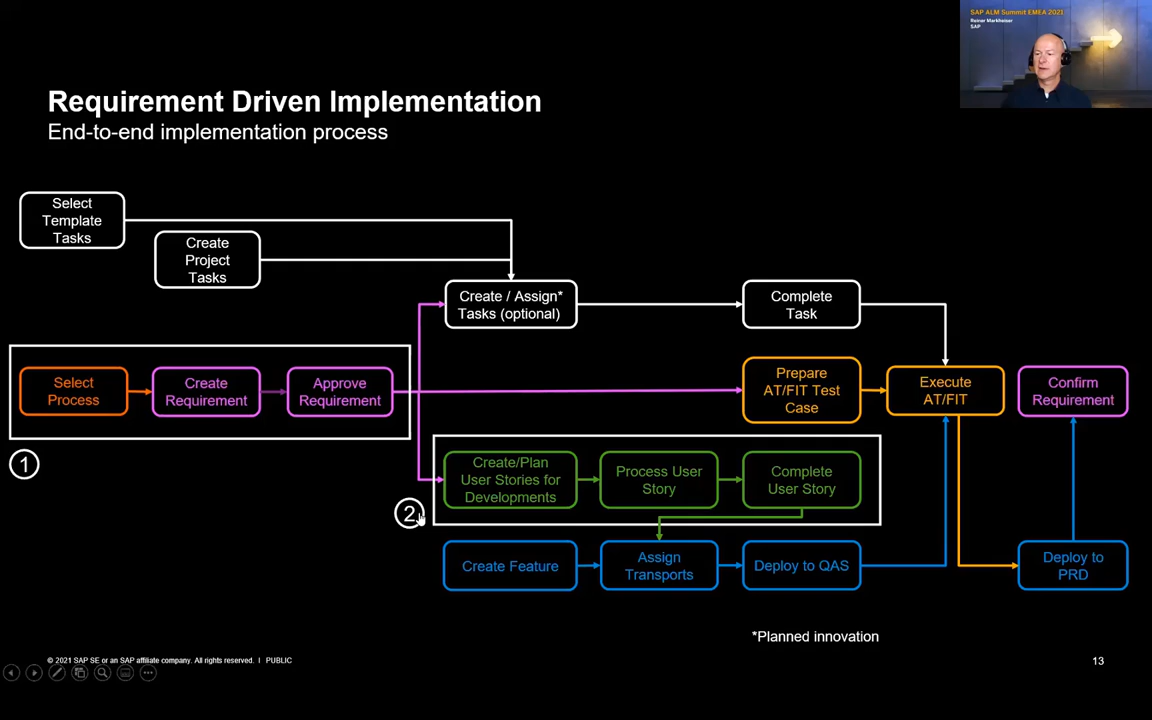 SAP ALM Summit EMEA 2021
Reiner Markheiser
SAP
Requirement Driven Implementation
End-to-end implementation process
Select
Template
Tasks
Create
Project
Tasks
Create / Assign*
Tasks (optional)
Complete
Task
Select
Process
Create
Requirement
Approve
Requirement
Prepare
AT/FIT Test
Case
Execute
AT/FIT
Confirm
Requirement
1
Create/Plan
User Stories for
Developments
Process User
Story
Complete
User Story
2
Create Feature
Assign
Transports
Deploy to QAS
Deploy to
PRD
*Planned innovation
© 2021 SAP SE or an SAP affiliate company. All rights reserved. I PUBLIC
13